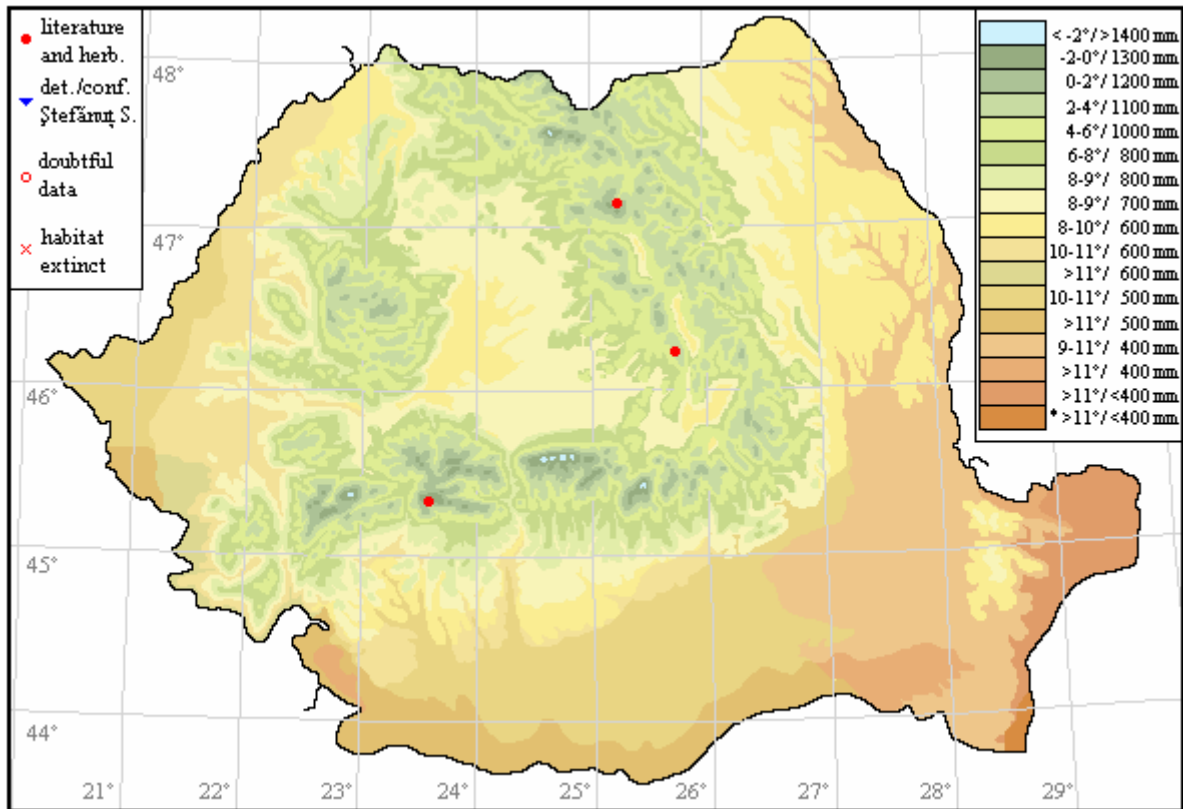 literature
and herb.
det./conf.
Ştefănuţ S.
doubtful
data
habitat
extinct
< -2°/>1400 mm
-2-0°/1300 mm
0-2°/1200 mm
2-4°/1100 mm
4-6°/1000 mm
6-8°/ 800 mm
8-9°/ 800 mm
8-9°/ 700 mm
8-10°/ 600 mm
10-11°/ 600 mm
>11°/ 600 mm
10-11°/ 500 mm
>11°/ 500 mm
9-11°/ 400 mm
>11°/ 400 mm
>11°/<400 mm
* >11°/<400 mm
48°
47°
46°
45°
44°
21°
22°
23°
24°
25°
26°
27°
28°
29°